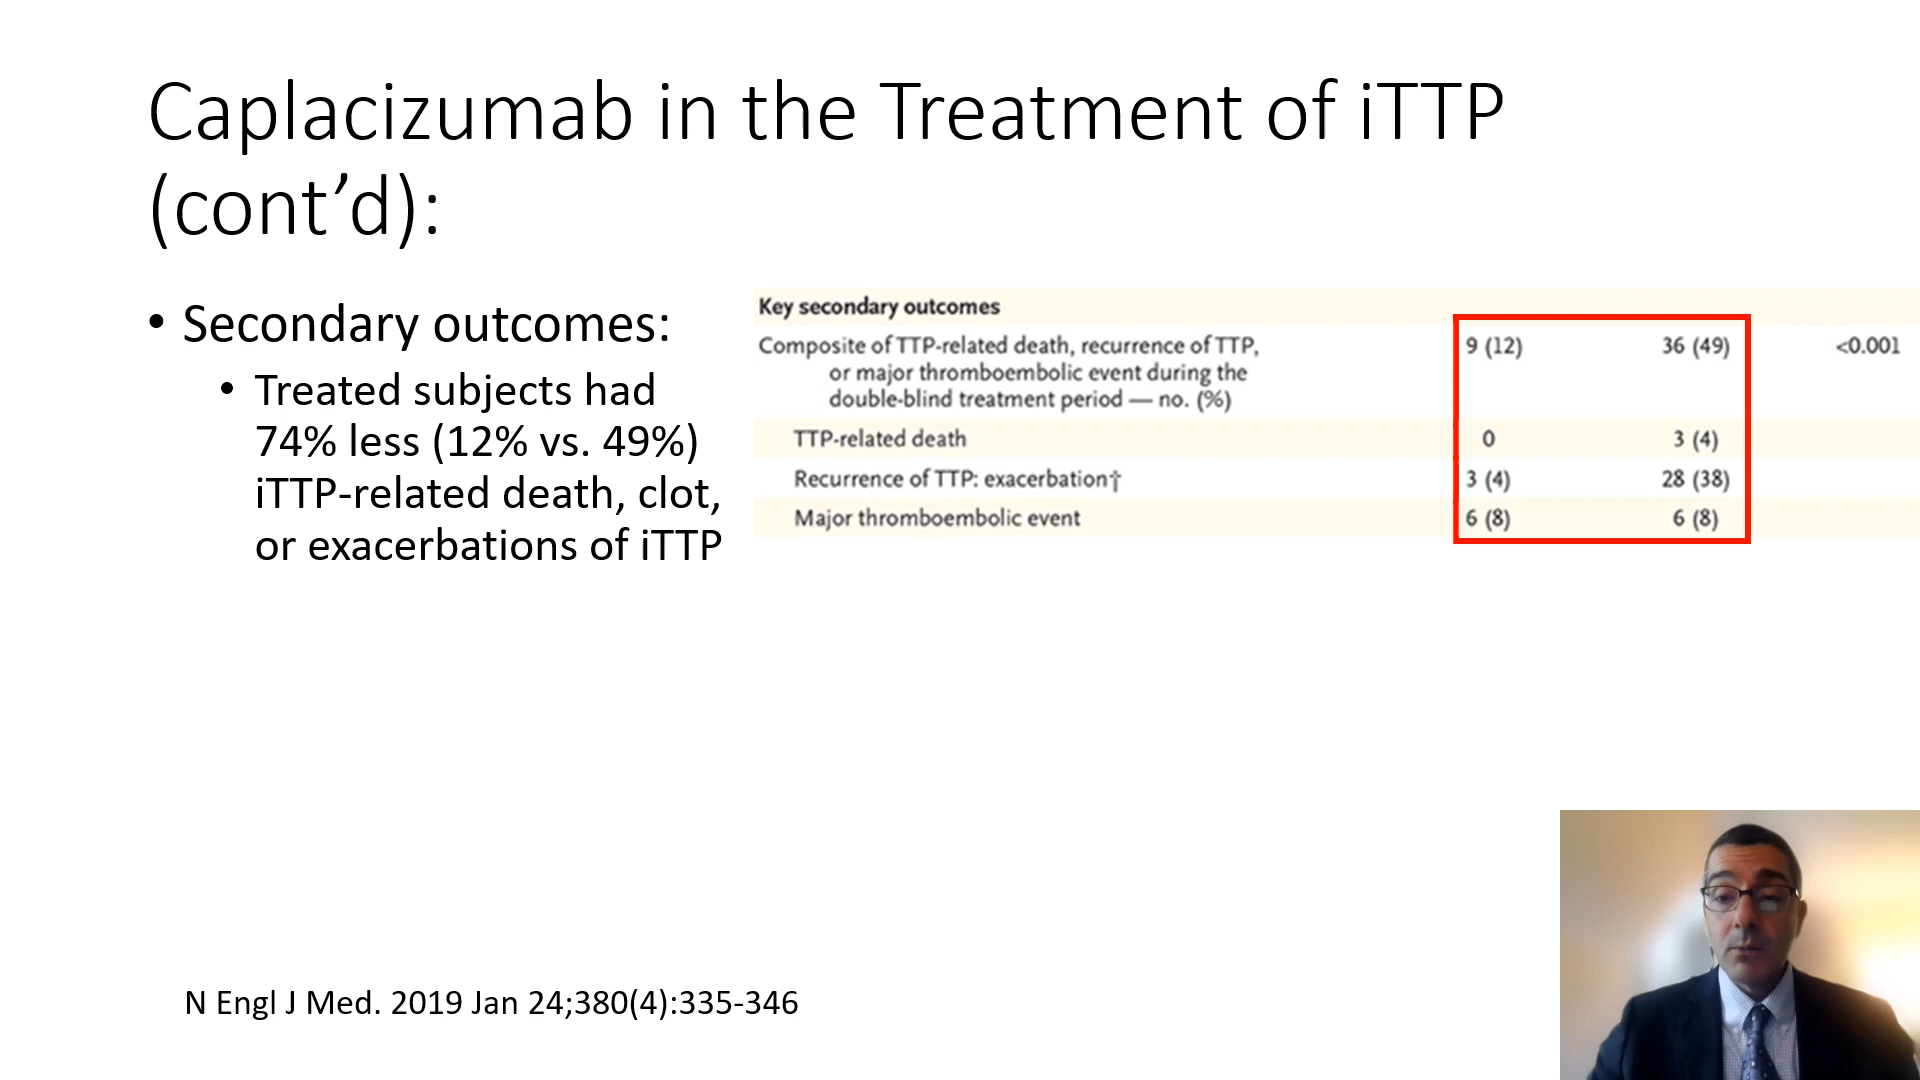 Caplacizumab in the Treatment of iTTP
(cont’d):
• Secondary outcomes:
• Treated subjects had
74% less (12% vs. 49%)
iTTP-related death, clot,
or exacerbations of iTTP
Key secondary outcomes
Composite of TTP-related death, recurrence of TTP, 9 (12) 36 (49) <0.001
or major thromboembolic event during the
double-blind treatment period — no. (%)
TTP-related death 0 3 (4)
Recurrence of TTP: exacerbation† 3 (4) 28 (38)
Major thromboembolic event 6 (8) 6 (8)
N Engl J Med. 2019 Jan 24;380(4):335-346